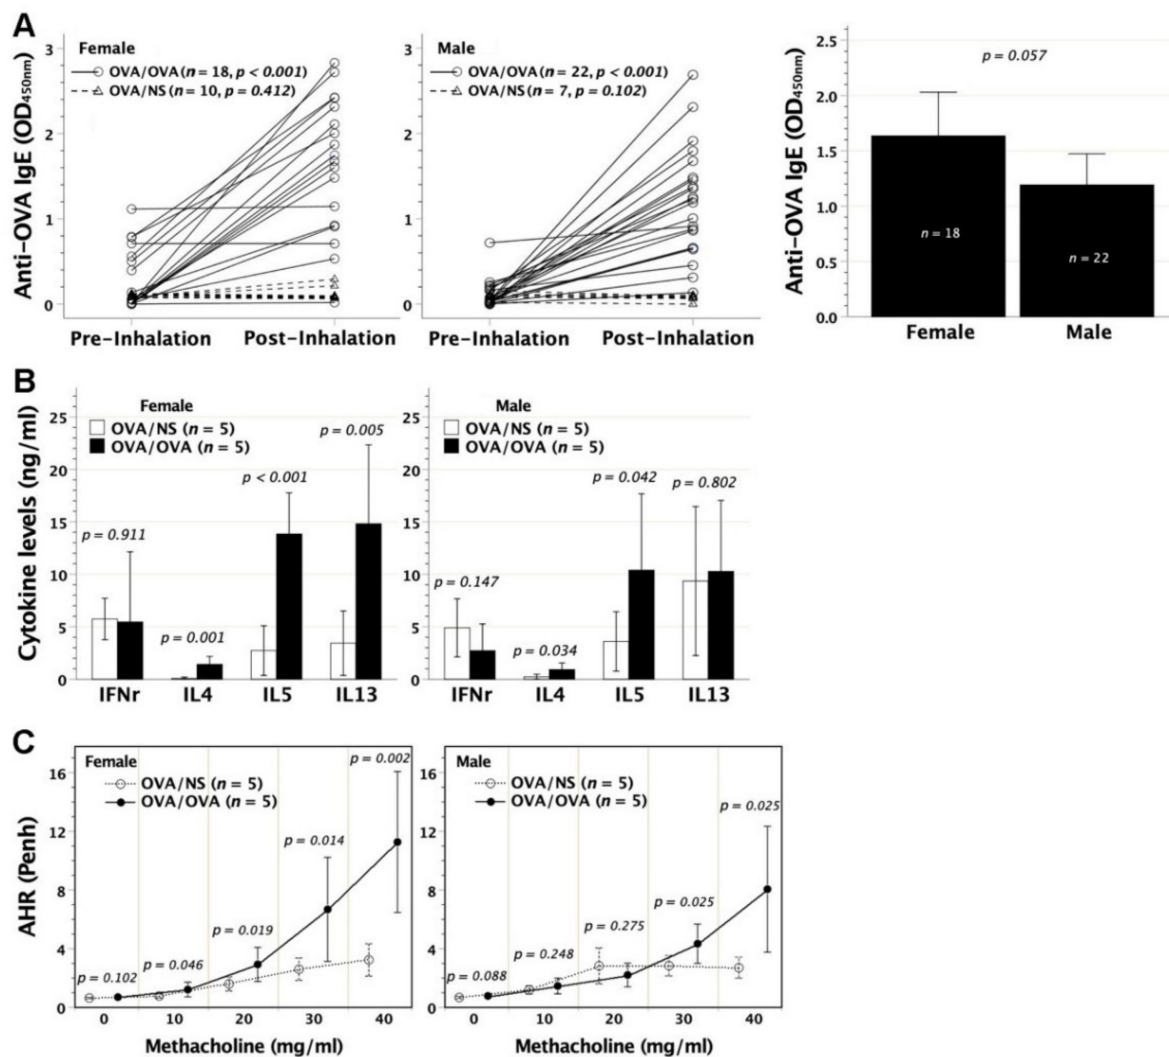 A
Anti-OVA IgE (OD450nm)
3
2
1
0
Female
OVA/OVA (n = 18, p < 0.001)
OVA/NS (n = 10, p = 0.412)
Pre-Inhalation Post-Inhalation
3
2
1
0
Male
OVA/OVA (n = 22, p < 0.001)
OVA/NS (n = 7, p = 0.102)
Pre-Inhalation Post-Inhalation
Anti-OVA IgE (OD450nm)
2.5
2.0
1.5
1.0
0.5
0.0
p = 0.057
n = 18
n = 22
Female Male
B
Cytokine levels (ng/ml)
25
20
15
10
5
0
Female
OVA/NS (n = 5)
OVA/OVA (n = 5)
p = 0.911
p = 0.001
p < 0.001
p = 0.005
IFNr IL4 IL5 IL13
25
20
15
10
5
0
Male
OVA/NS (n = 5)
OVA/OVA (n = 5)
p = 0.147
p = 0.034
p = 0.042
p = 0.802
IFNr IL4 IL5 IL13
C
AHR (Penh)
16
12
8
4
0
Female
OVA/NS (n = 5)
OVA/OVA (n = 5)
p = 0.102
p = 0.046
p = 0.019
p = 0.014
p = 0.002
0 10 20 30 40
Methacholine (mg/ml)
16
12
8
4
0
Male
OVA/NS (n = 5)
OVA/OVA (n = 5)
p = 0.088
p = 0.248
p = 0.275
p = 0.025
p = 0.025
0 10 20 30 40
Methacholine (mg/ml)